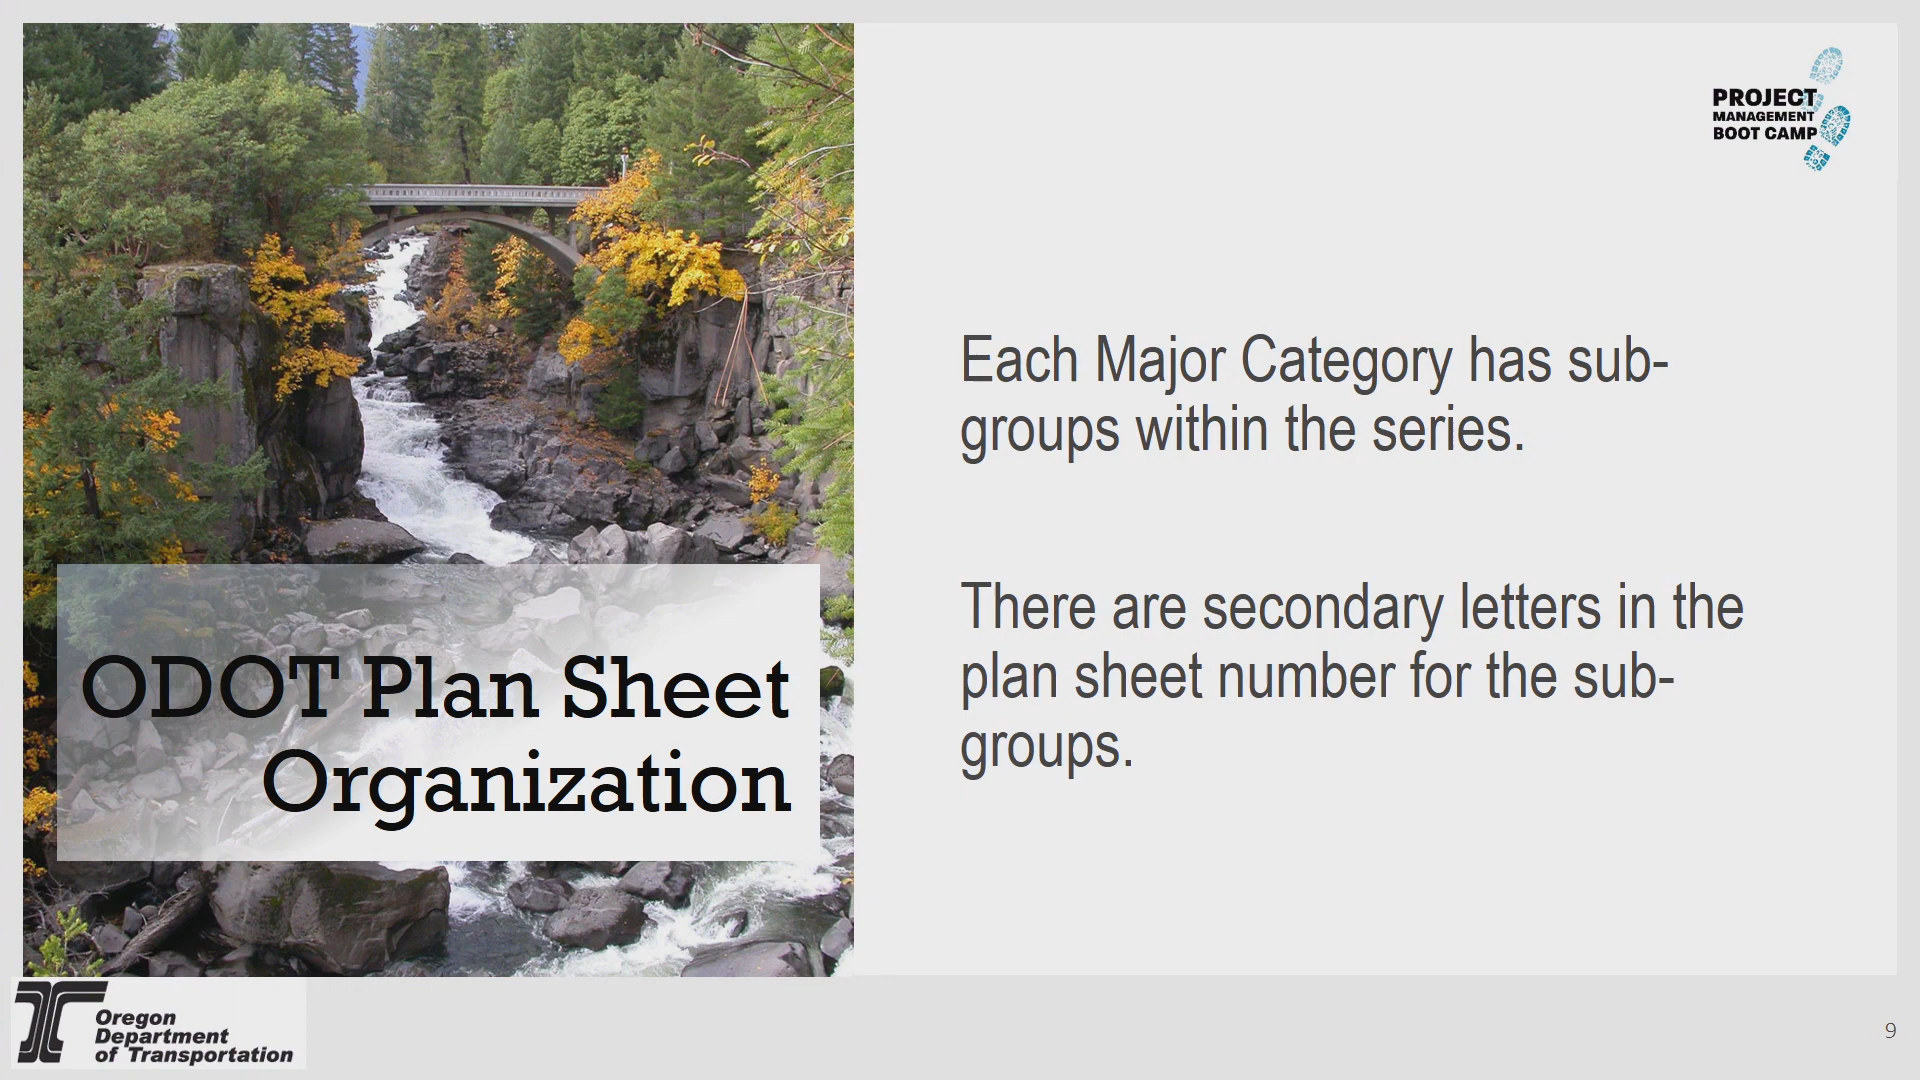 PROJECT
MANAGEMENT
BOOT CAMP
Each Major Category has sub-
groups within the series.
There are secondary letters in the
plan sheet number for the sub-
groups.
ODOT Plan Sheet
Organization
Oregon
Department
of Transportation
9